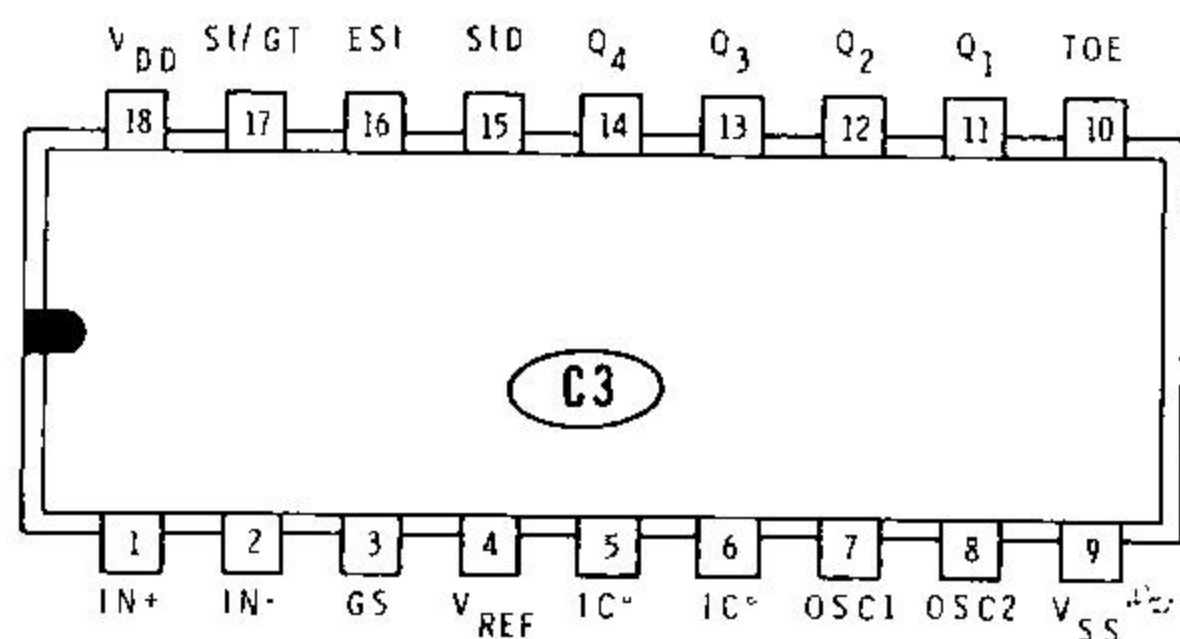 V DD St/GT ESt StD Q4 Q3 Q2 Q1 TOE
18 17 16 15 14 13 12 11 10
C3
1 2 3 4 5 6 7 8 9
IN+ IN- GS VREF IC* IC* OSC1 OSC2 VSS